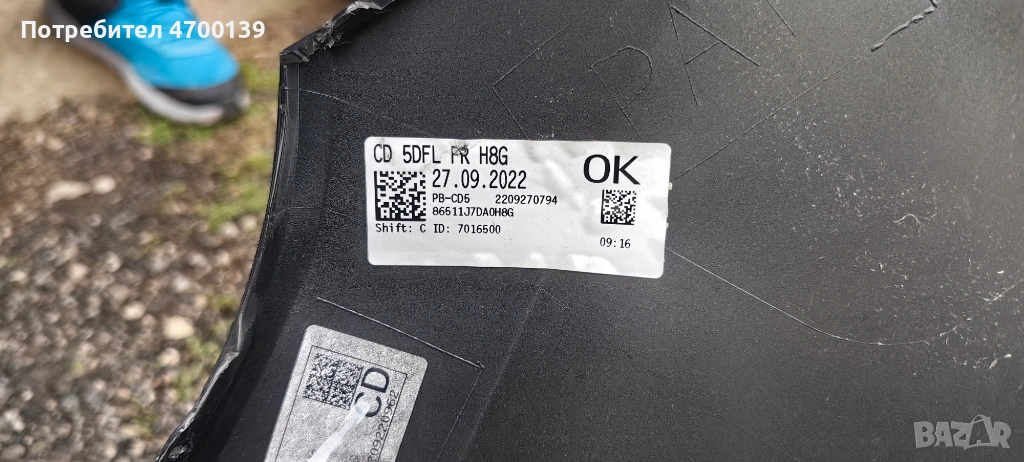 Потребител 4700139
CD 5DFL FR H8G
OK
27.09.2022
PB-CD5 2209270794
86511J7DA0H8G
Shift: C ID: 7016500
09:16
CD
BAZAR